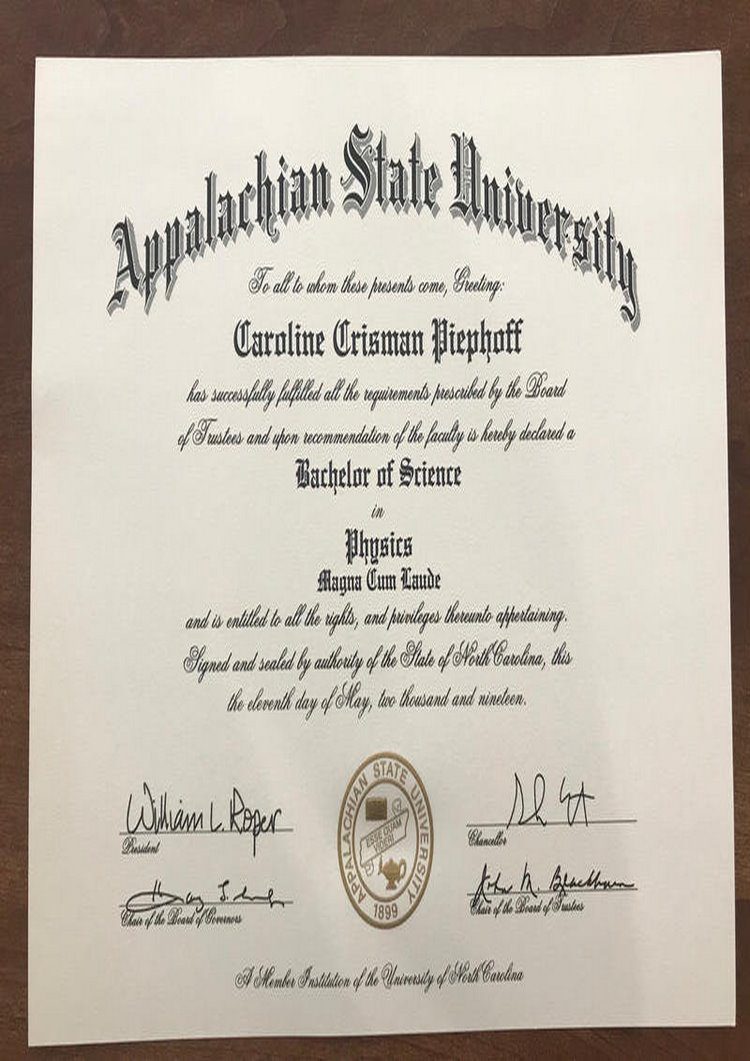 Appalachian State University
To all to whom these presents come, Greeting:
Caroline Crisman Piephoff
has successfully fulfilled all the requirements prescribed by the Board
of Trustees and upon recommendation of the faculty is hereby declared a
Bachelor of Science
in
Physics
Magna Cum Laude
and is entitled to all the rights, and privileges thereunto appertaining.
Signed and sealed by authority of the State of North Carolina, this
the eleventh day of May, two thousand and nineteen.
William L. Roper
President
Chancellor
John M. Blackburn
Chair of the Board of Governors
Chair of the Board of Trustees
APPALACHIAN STATE UNIVERSITY
ESSE QUAM
VIDERI
1899
A Member Institution of the University of North Carolina